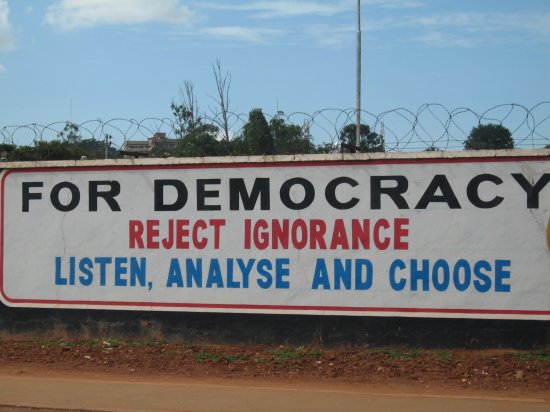 FOR DEMOCRACY
REJECT IGNORANCE
LISTEN, ANALYSE AND CHOOSE